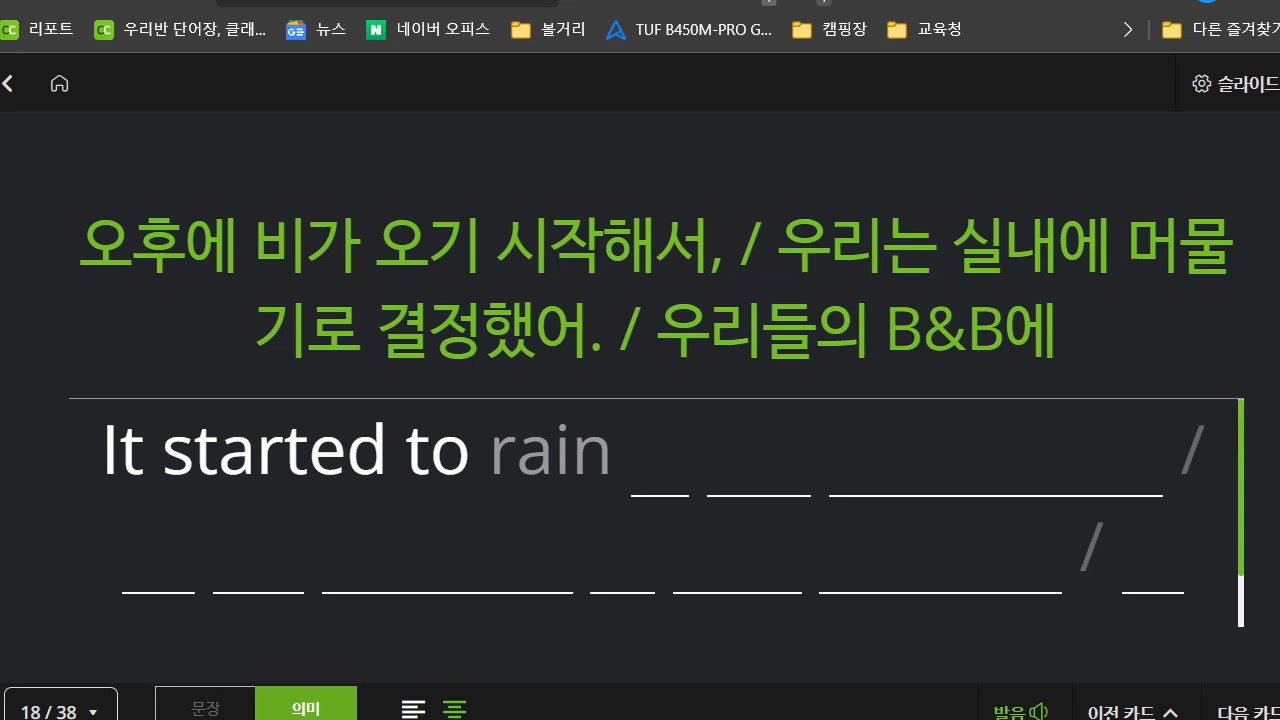 리포트 우리반 단어장, 클래... 뉴스 네이버 오피스 볼거리 TUF B450M-PRO G... 캠핑장 교육청 다른 즐겨찾기
슬라이드
오후에 비가 오기 시작해서, / 우리는 실내에 머물
기로 결정했어. / 우리들의 B&B에
It started to rain /
/
18 / 38 문장 의미 발음 이전 카드 다음 카드